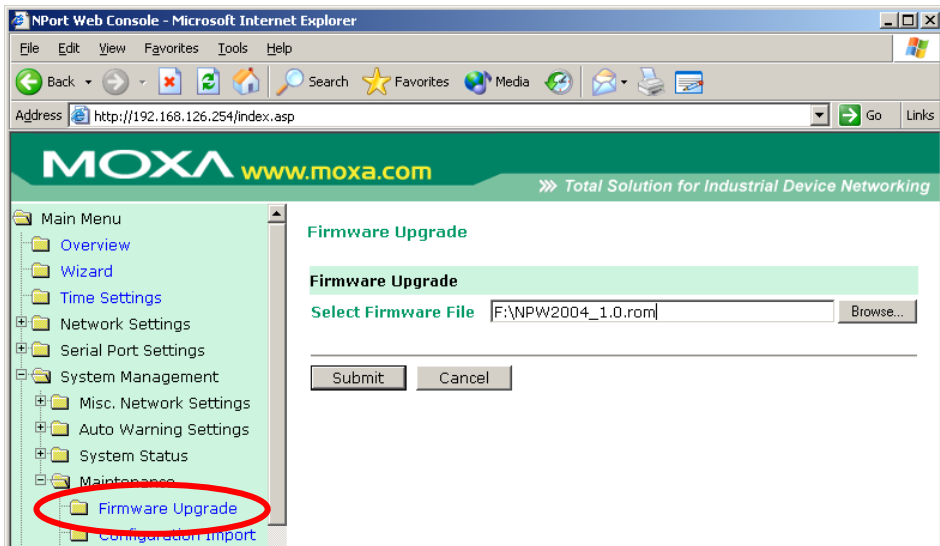 NPort Web Console - Microsoft Internet Explorer
File Edit View Favorites Tools Help
Back Search Favorites Media
Address http://192.168.126.254/index.asp Go Links
MOXA www.moxa.com
Total Solution for Industrial Device Networking
Main Menu
Overview
Wizard
Time Settings
Network Settings
Serial Port Settings
System Management
Misc. Network Settings
Auto Warning Settings
System Status
Maintenance
Firmware Upgrade
Configuration Import
Firmware Upgrade
Firmware Upgrade
Select Firmware File F:\NPW2004_1.0.rom Browse...
Submit Cancel